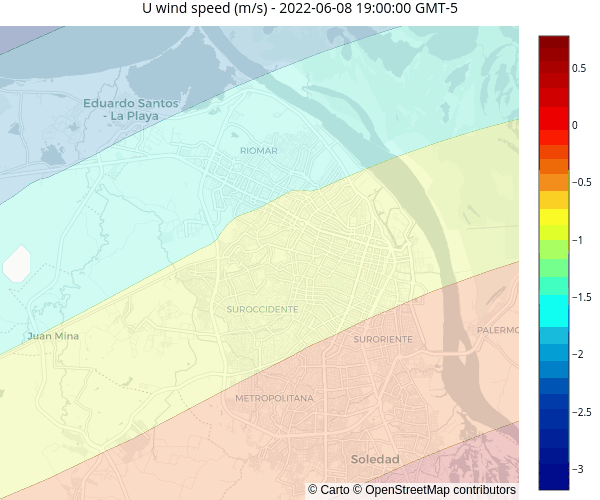 U wind speed (m/s) - 2022-06-08 19:00:00 GMT-5
0.5
Eduardo Santos
- La Playa
0
RIOMAR
−0.5
−1
−1.5
SUROCCIDENTE
Juan Mina
SURORIENTE
PALERMO
−2
METROPOLITANA
−2.5
Soledad
−3
© Carto © OpenStreetMap contributors